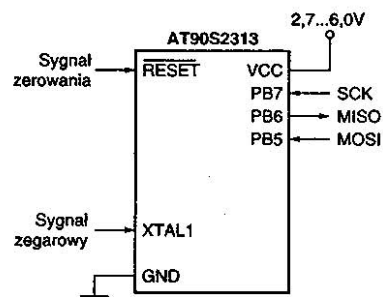 2,7...6,0V
AT90S2313
Sygnał zerowania
RESET
VCC
PB7
SCK
PB6
MISO
PB5
MOSI
Sygnał zegarowy
XTAL1
GND